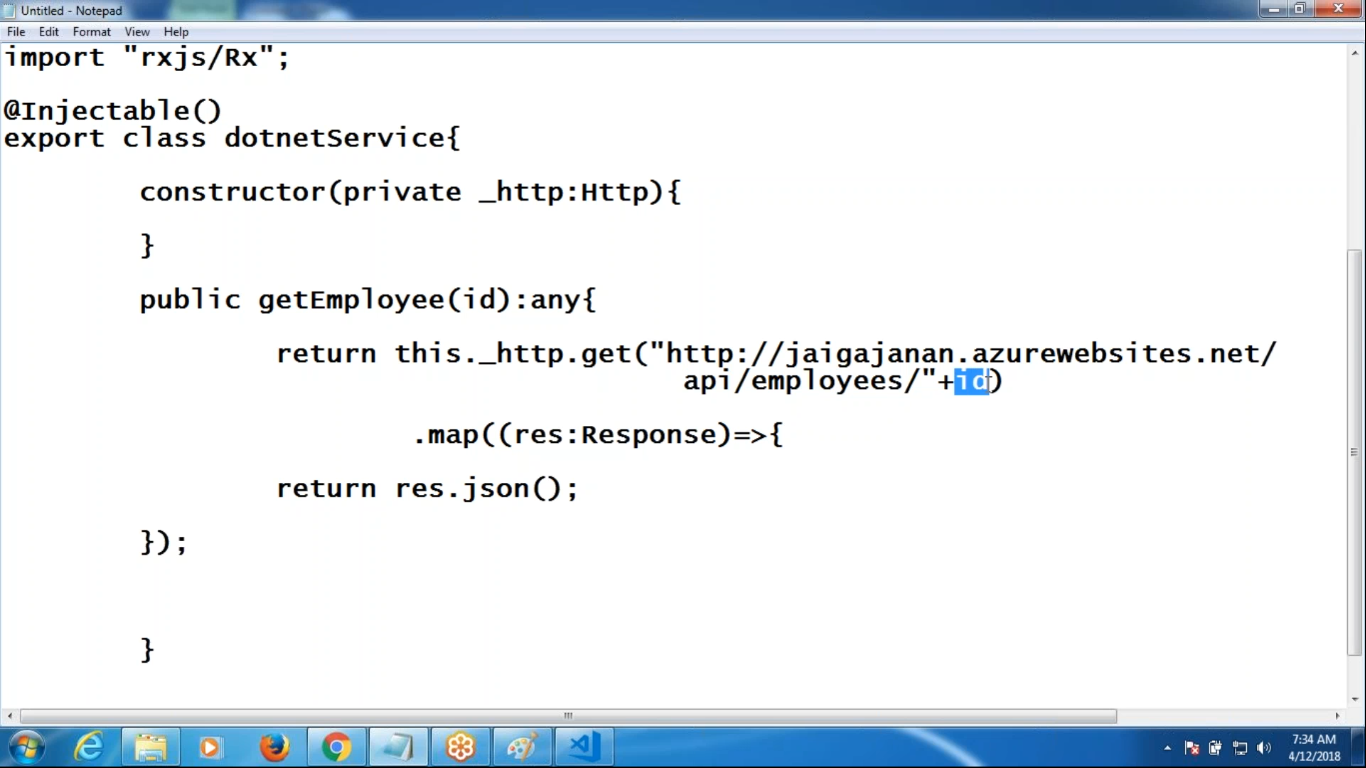 Untitled - Notepad
File Edit Format View Help
import "rxjs/Rx";
@Injectable()
export class dotnetService{
constructor(private _http:Http){
}
public getEmployee(id):any{
return this._http.get("http://jaigajanan.azurewebsites.net/
api/employees/"+id)
.map((res:Response)=>{
return res.json();
});
}
7:34 AM
4/12/2018